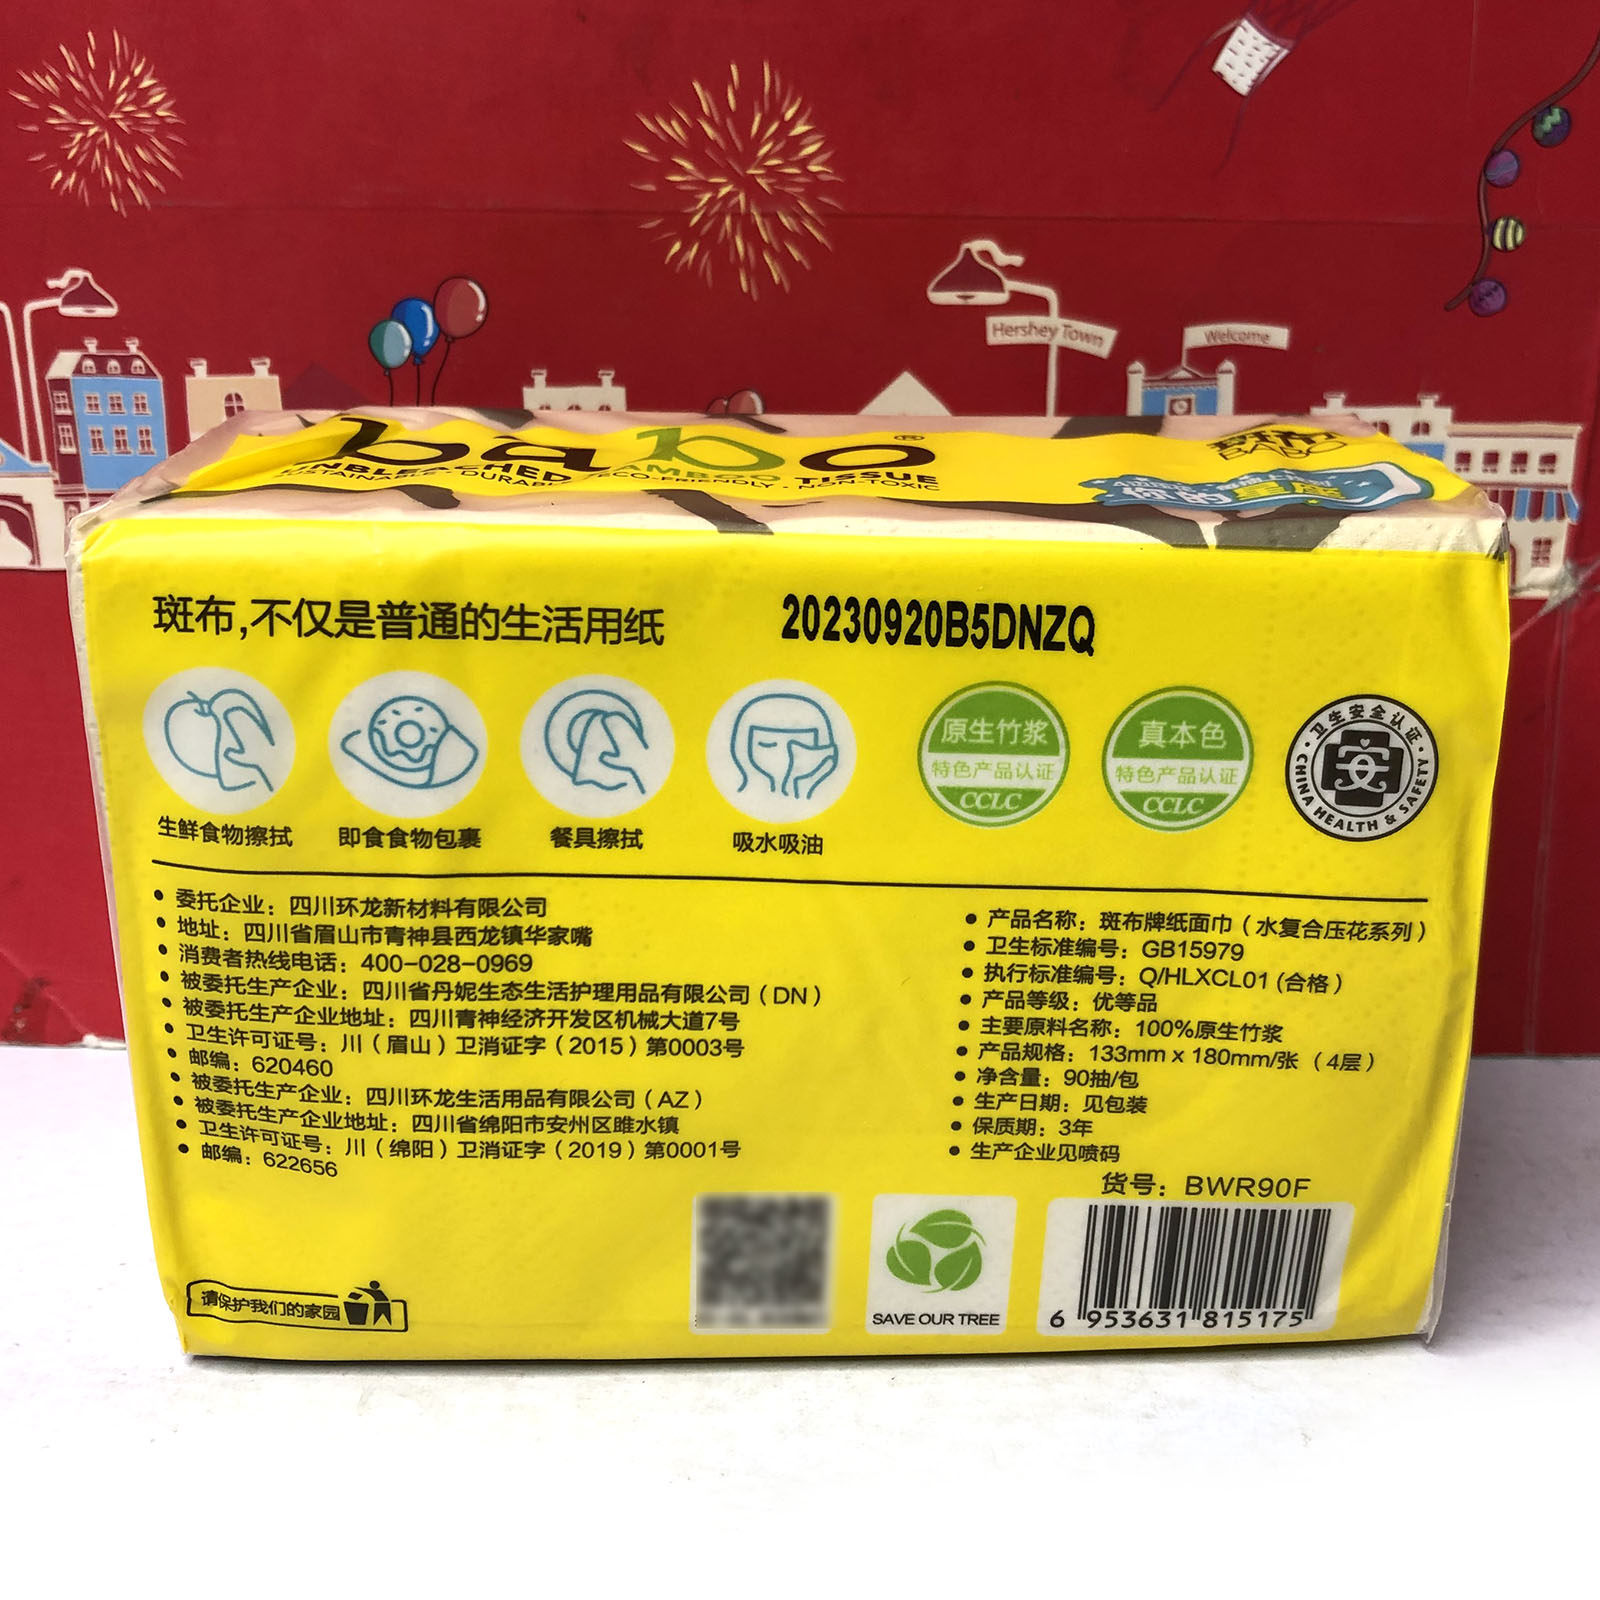 Hershey Town
Welcome
babo®
UNBLEACHED BAMBOO TISSUE
SUSTAINABLE · DURABLE · ECO-FRIENDLY · NON-TOXIC
斑布
BABO
你的星座
斑布,不仅是普通的生活用纸
20230920B5DNZQ
生鲜食物擦拭
即食食物包裹
餐具擦拭
吸水吸油
原生竹浆
特色产品认证
CCLC
真本色
特色产品认证
CCLC
·卫生安全认证·
CHINA HEALTH & SAFETY
• 委托企业：四川环龙新材料有限公司
• 地址：四川省眉山市青神县西龙镇华家嘴
• 消费者热线电话：400-028-0969
• 被委托生产企业：四川省丹妮生态生活护理用品有限公司（DN）
• 被委托生产企业地址：四川青神经济开发区机械大道7号
• 卫生许可证号：川（眉山）卫消证字（2015）第0003号
• 邮编：620460
• 被委托生产企业：四川环龙生活用品有限公司（AZ）
• 被委托生产企业地址：四川省绵阳市安州区雎水镇
• 卫生许可证号：川（绵阳）卫消证字（2019）第0001号
• 邮编：622656
• 产品名称：斑布牌纸面巾（水复合压花系列）
• 卫生标准编号：GB15979
• 执行标准编号：Q/HLXCL01 (合格)
• 产品等级：优等品
• 主要原料名称：100%原生竹浆
• 产品规格：133mm x 180mm/张（4层）
• 净含量：90抽/包
• 生产日期：见包装
• 保质期：3年
• 生产企业见喷码
货号：BWR90F
请保护我们的家园
SAVE OUR TREE
6 953631 815175